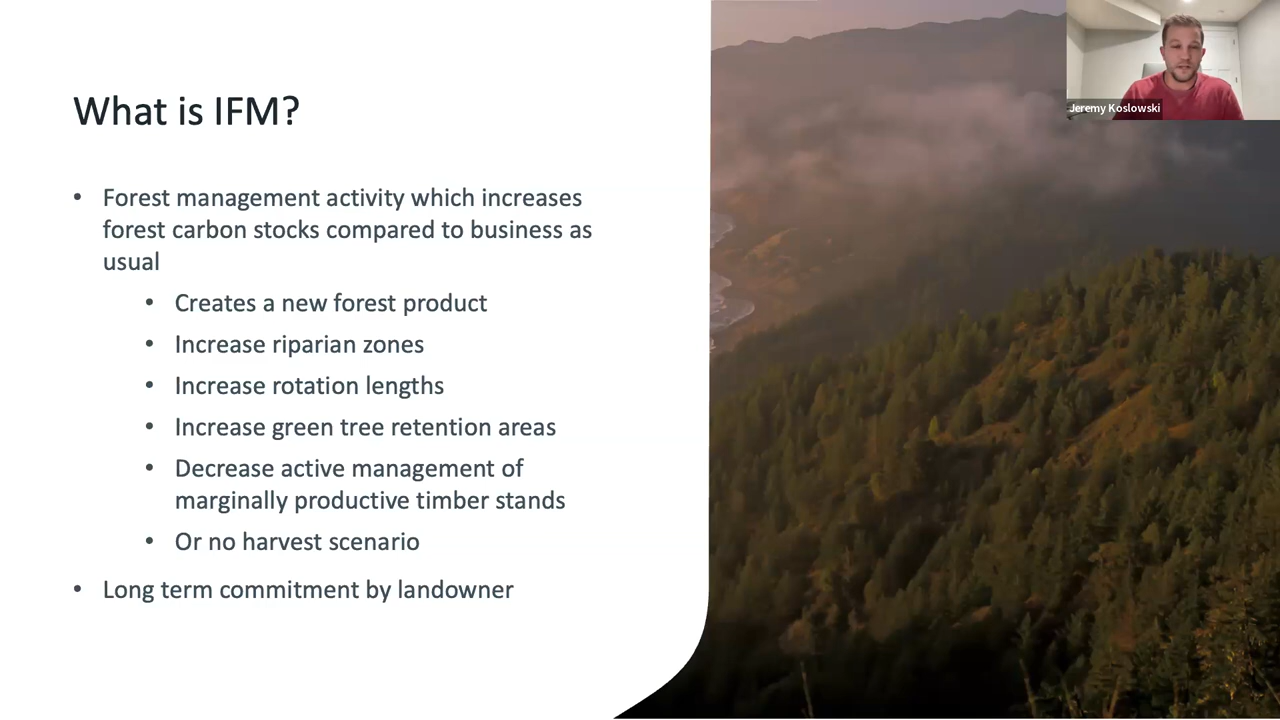 What is IFM?
• Forest management activity which increases
forest carbon stocks compared to business as
usual
• Creates a new forest product
• Increase riparian zones
• Increase rotation lengths
• Increase green tree retention areas
• Decrease active management of
marginally productive timber stands
• Or no harvest scenario
• Long term commitment by landowner
Jeremy Koslowski